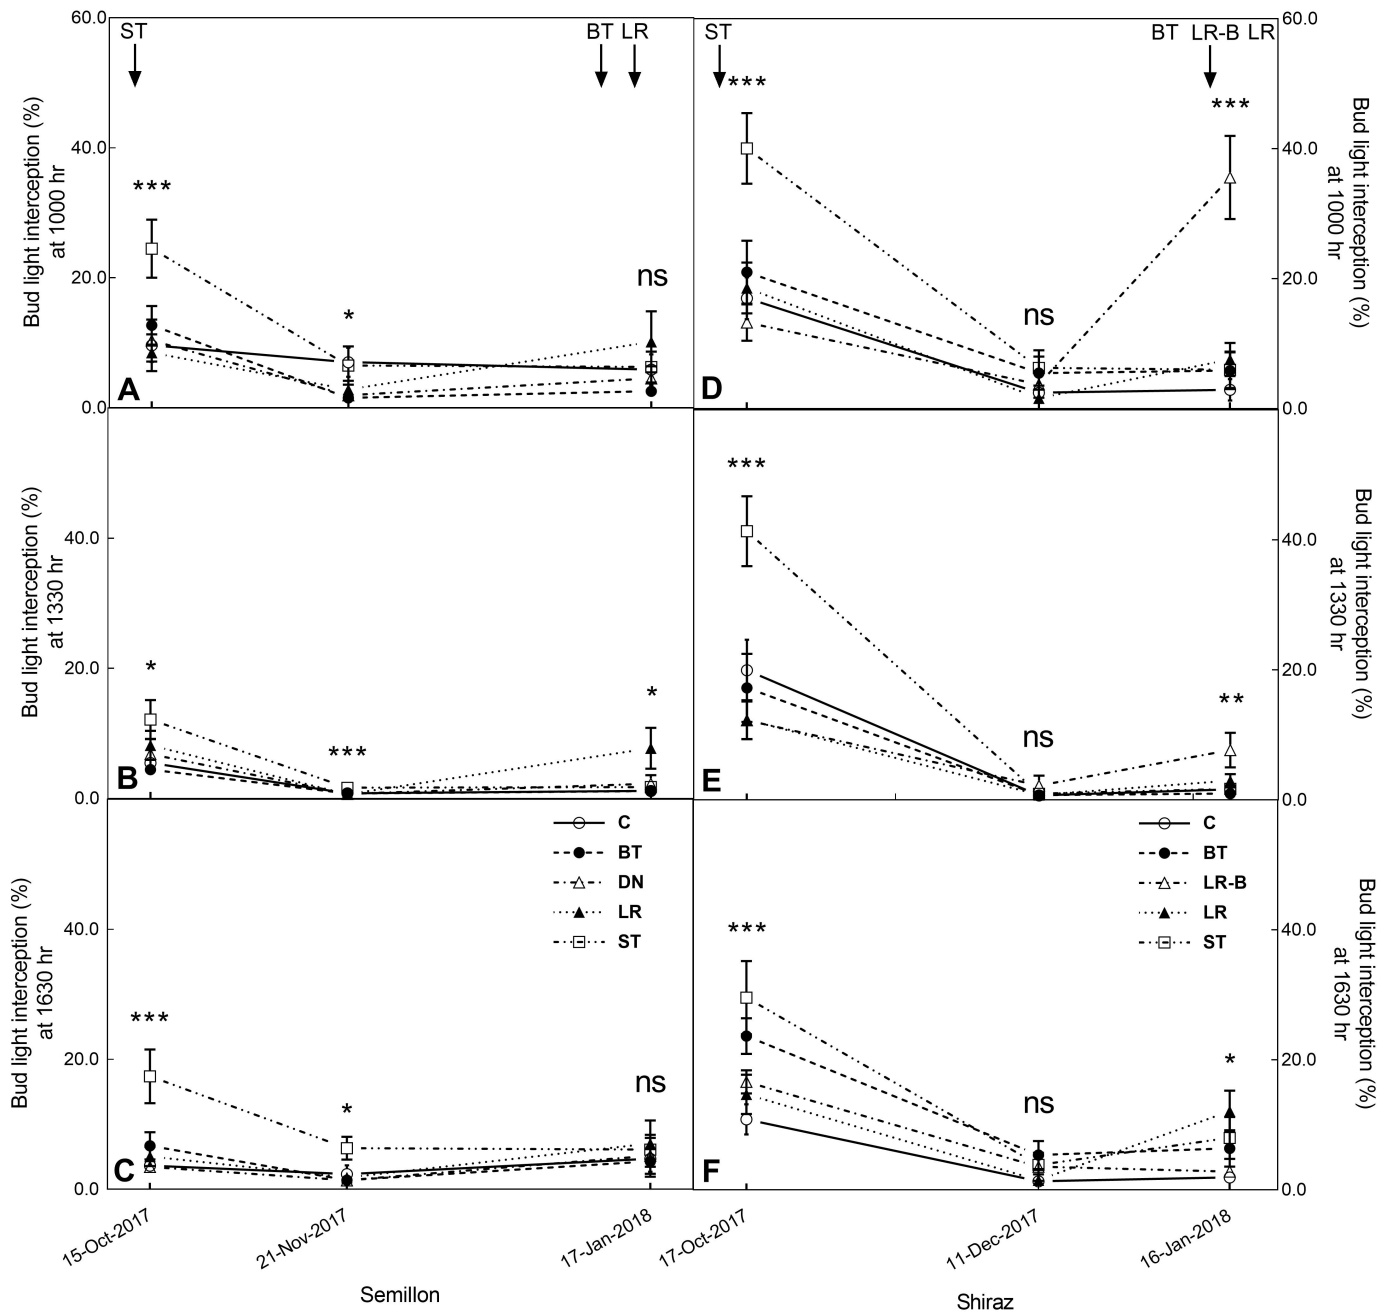 60.0
ST
BT LR
ST
BT LR-B LR
60.0
***
***
40.0
40.0
***
Bud light interception (%)
at 1000 hr
Bud light interception (%)
at 1000 hr
20.0
*
ns
ns
20.0
A
D
0.0
0.0
***
40.0
40.0
Bud light interception (%)
at 1330 hr
Bud light interception (%)
at 1330 hr
20.0
*
***
*
ns
**
20.0
B
E
0.0
0.0
C
BT
DN
LR
ST
C
BT
LR-B
LR
ST
40.0
***
40.0
Bud light interception (%)
at 1630 hr
Bud light interception (%)
at 1630 hr
***
20.0
*
ns
ns
*
20.0
C
F
0.0
0.0
15-Oct-2017
21-Nov-2017
17-Jan-2018
17-Oct-2017
11-Dec-2017
16-Jan-2018
Semillon
Shiraz